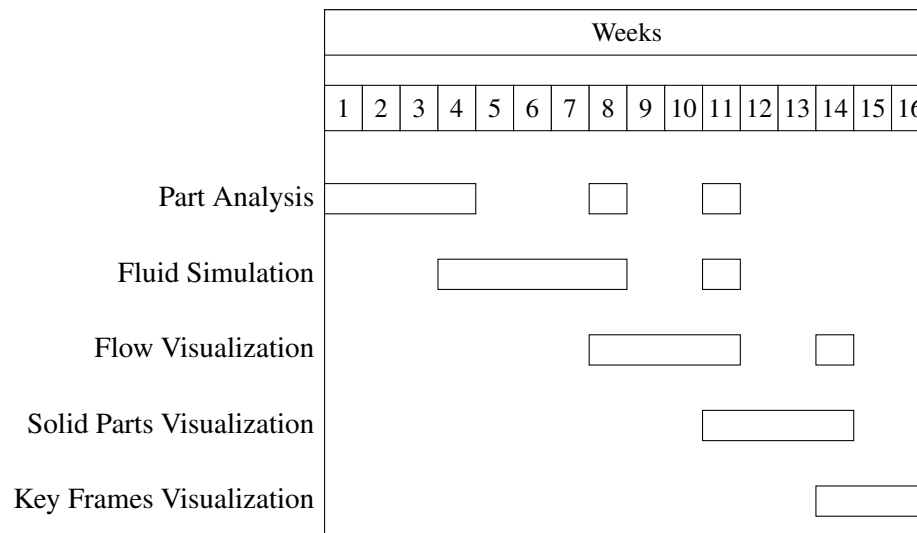 Weeks
1 2 3 4 5 6 7 8 9 10 11 12 13 14 15 16
Part Analysis
Fluid Simulation
Flow Visualization
Solid Parts Visualization
Key Frames Visualization